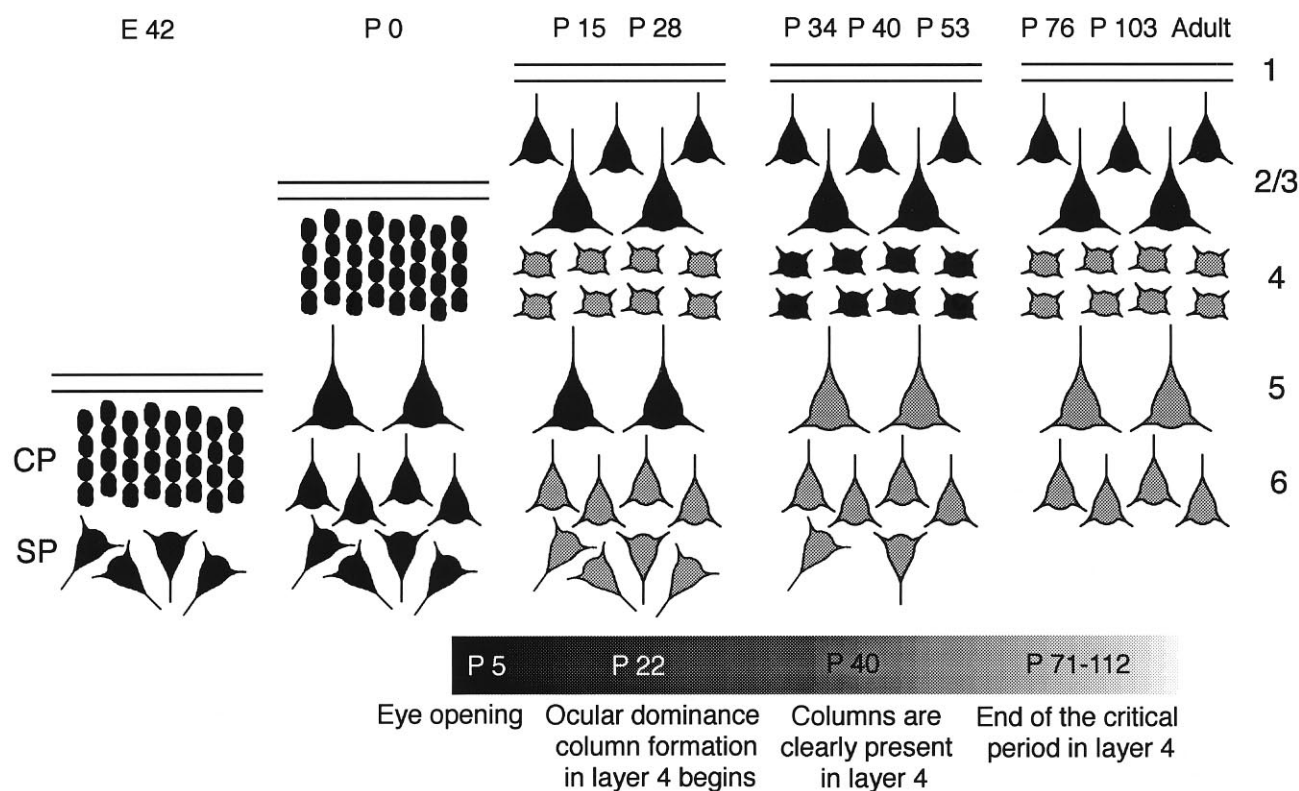 E 42 P 0 P 15 P 28 P 34 P 40 P 53 P 76 P 103 Adult
1
2/3
4
5
CP 6
SP
P 5 P 22 P 40 P 71-112
Eye opening Ocular dominance Columns are End of the critical
column formation clearly present period in layer 4
in layer 4 begins in layer 4